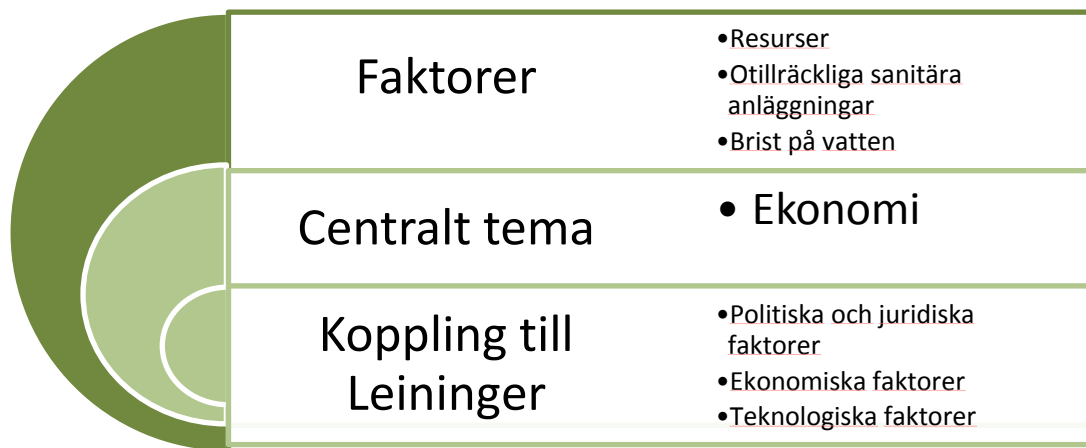 Faktorer
•Resurser
•Otillräckliga sanitära
anläggningar
•Brist på vatten
Centralt tema
• Ekonomi
Koppling till
Leininger
•Politiska och juridiska
faktorer
•Ekonomiska faktorer
•Teknologiska faktorer